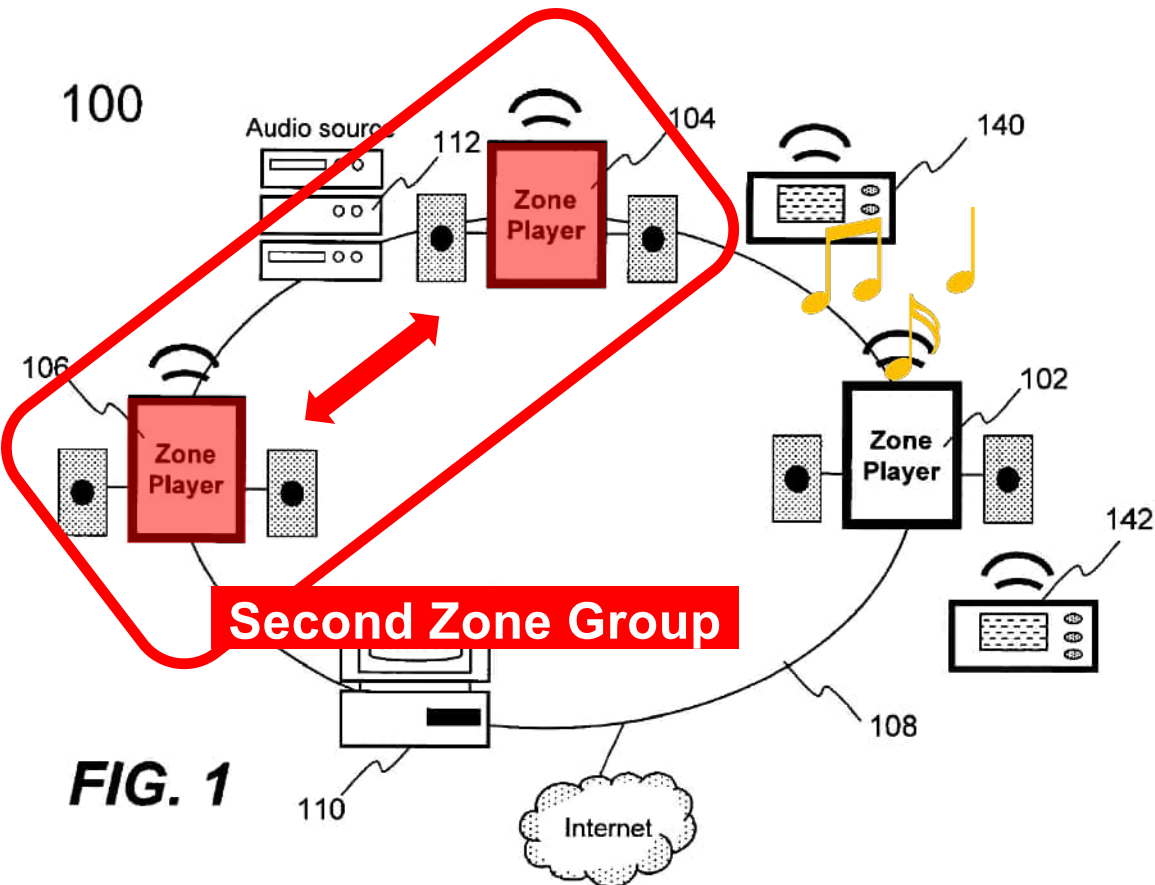 100
Audio source
112
104
140
Zone
Player
106
Zone
Player
102
Zone
Player
142
Second Zone Group
108
FIG. 1
110
Internet